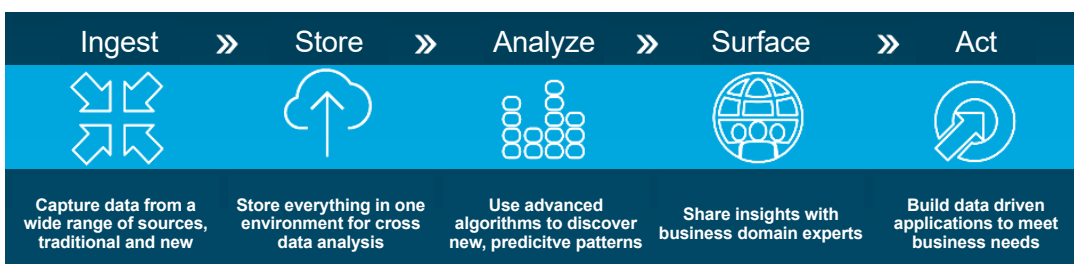 Ingest » Store » Analyze » Surface » Act
Capture data from a
wide range of sources,
traditional and new
Store everything in one
environment for cross
data analysis
Use advanced
algorithms to discover
new, predicitve patterns
Share insights with
business domain experts
Build data driven
applications to meet
business needs